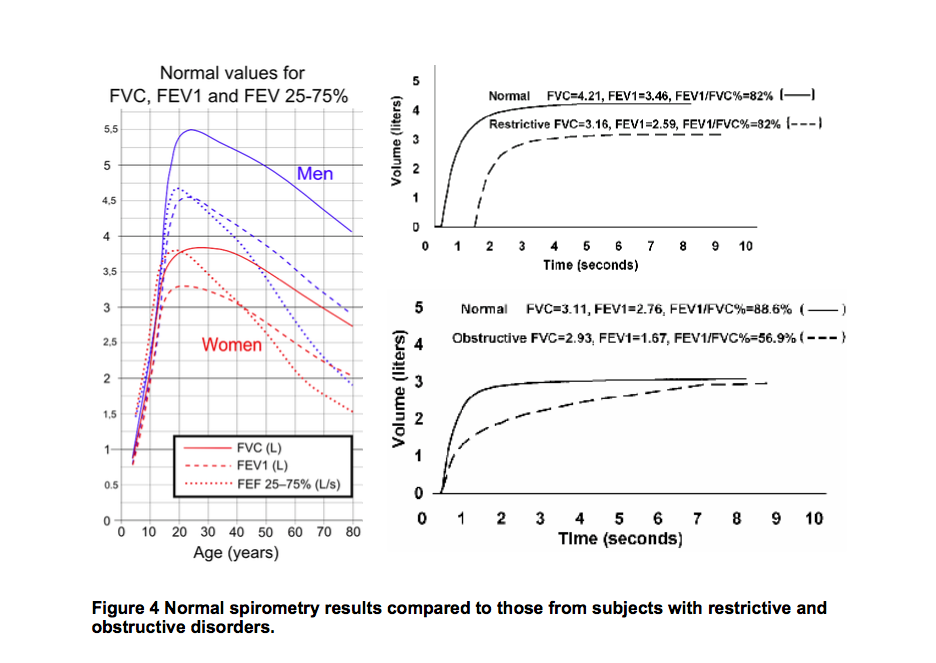 Normal values for
FVC, FEV1 and FEV 25-75%
5,5
5
4,5
4
3,5
3
2,5
2
1,5
1
0.5
0
Men
Women
FVC (L)
FEV1 (L)
FEF 25–75% (L/s)
0 10 20 30 40 50 60 70 80
Age (years)
Volume (liters)
5
4
3
2
1
0
Normal FVC=4.21, FEV1=3.46, FEV1/FVC%=82% (——)
Restrictive FVC=3.16, FEV1=2.59, FEV1/FVC%=82% (---)
0 1 2 3 4 5 6 7 8 9 10
Time (seconds)
Volume (liters)
5
4
3
2
1
0
Normal FVC=3.11, FEV1=2.76, FEV1/FVC%=88.6% (——)
Obstructive FVC=2.93, FEV1=1.67, FEV1/FVC%=56.9% (---)
0 1 2 3 4 5 6 7 8 9 10
Time (seconds)
Figure 4 Normal spirometry results compared to those from subjects with restrictive and
obstructive disorders.